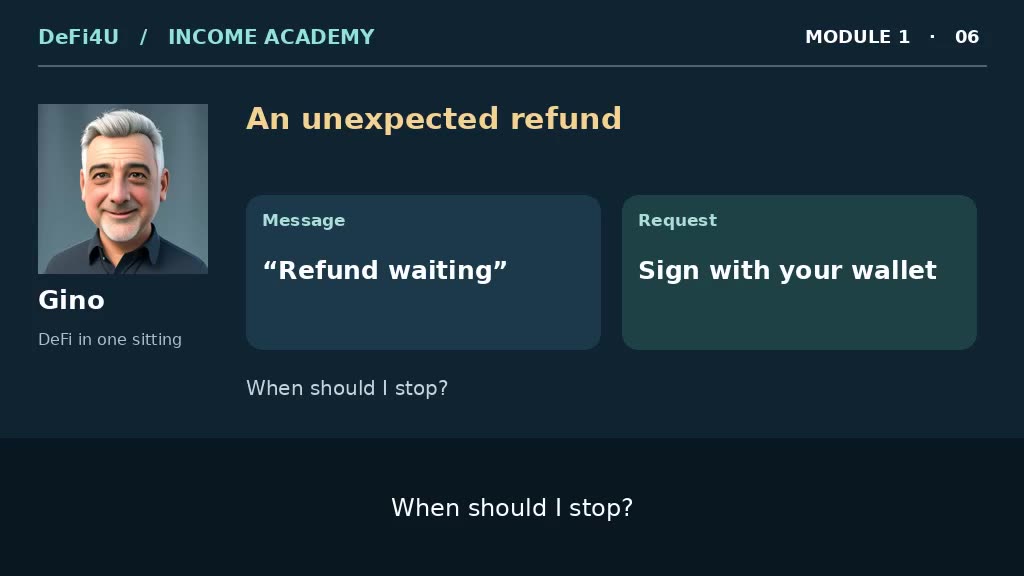 DeFi4U / INCOME ACADEMY
MODULE 1 · 06
An unexpected refund
Message
“Refund waiting”
Request
Sign with your wallet
Gino
DeFi in one sitting
When should I stop?
When should I stop?